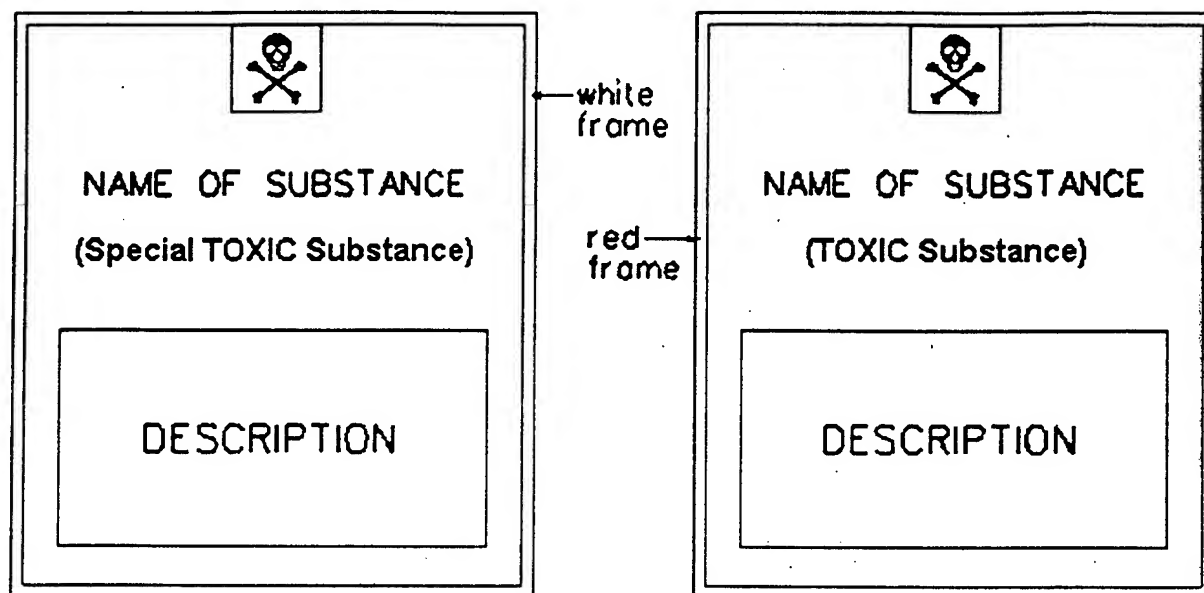 NAME OF SUBSTANCE
(Special TOXIC Substance)
DESCRIPTION
white
frame
red
frame
NAME OF SUBSTANCE
(TOXIC Substance)
DESCRIPTION